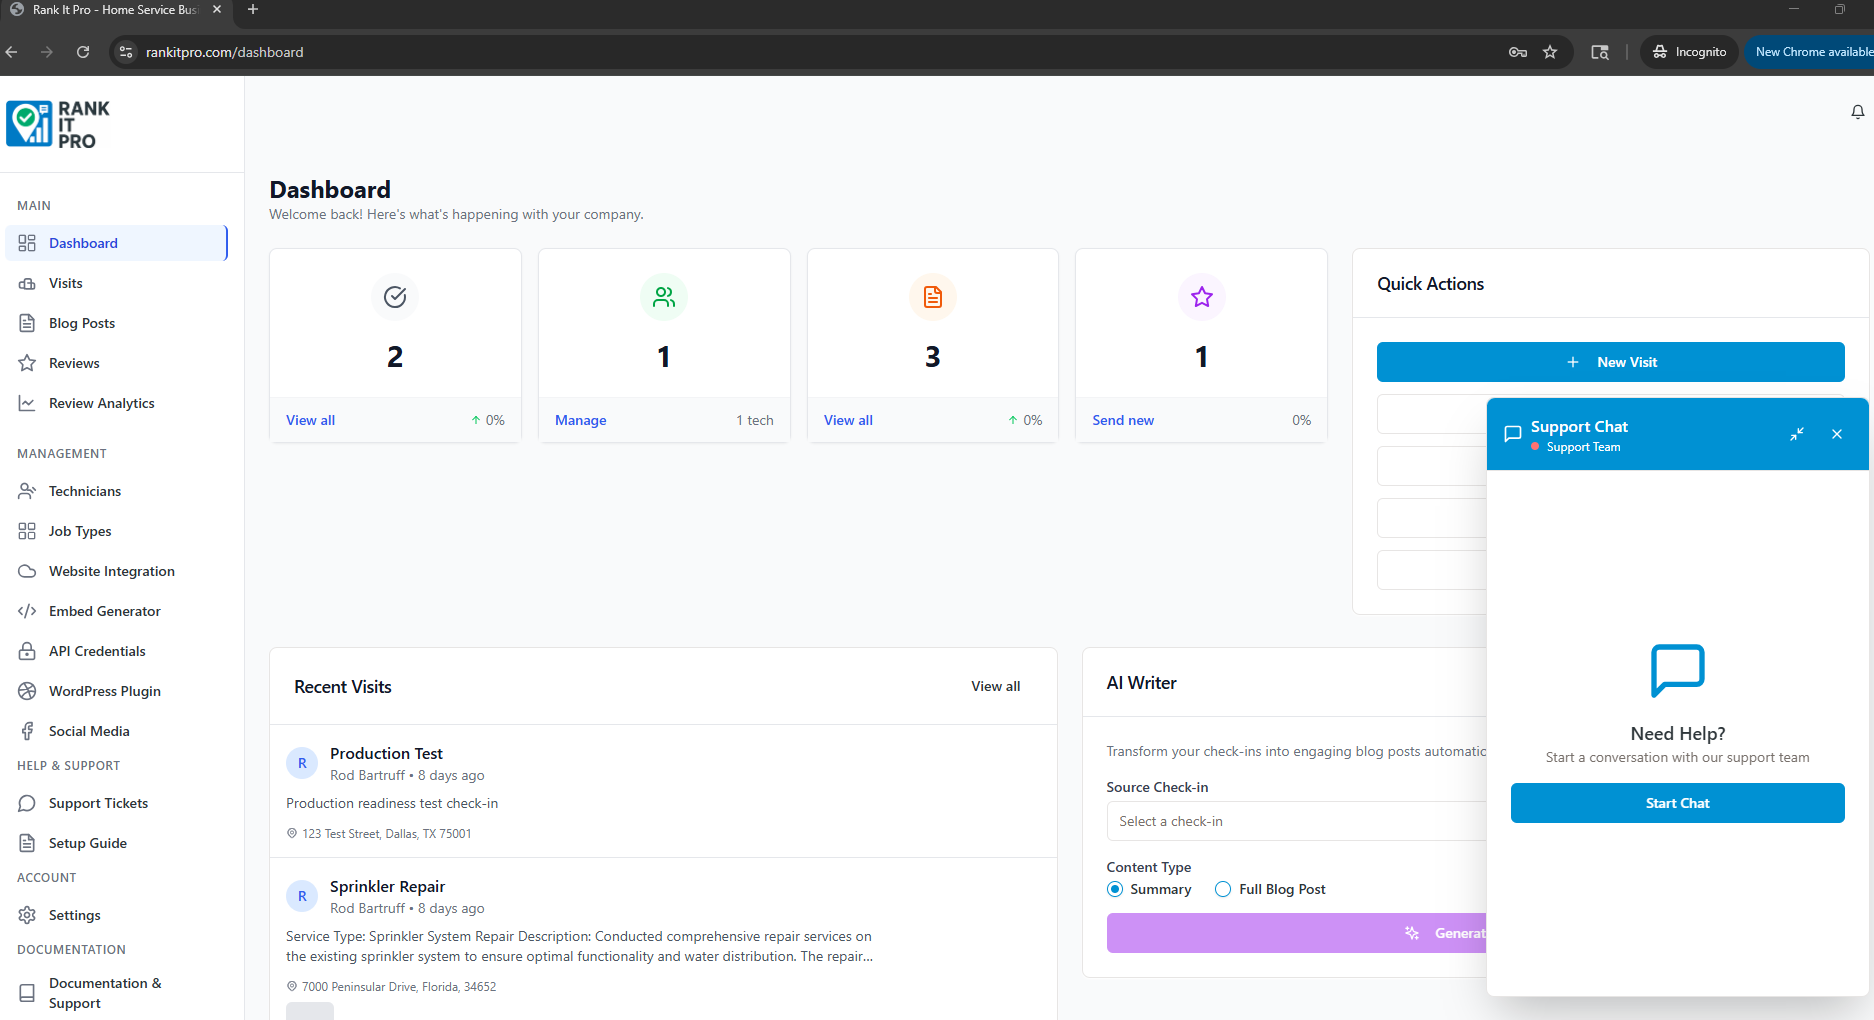 Rank It Pro - Home Service Busi
rankitpro.com/dashboard
Incognito
New Chrome available
RANK
IT
PRO
MAIN
Dashboard
Visits
Blog Posts
Reviews
Review Analytics
MANAGEMENT
Technicians
Job Types
Website Integration
Embed Generator
API Credentials
WordPress Plugin
Social Media
HELP & SUPPORT
Support Tickets
Setup Guide
ACCOUNT
Settings
DOCUMENTATION
Documentation &
Support
Dashboard
Welcome back! Here's what's happening with your company.
2
View all
0%
1
Manage
1 tech
3
View all
0%
1
Send new
0%
Quick Actions
New Visit
Recent Visits
View all
R
Production Test
Rod Bartruff • 8 days ago
Production readiness test check-in
123 Test Street, Dallas, TX 75001
R
Sprinkler Repair
Rod Bartruff • 8 days ago
Service Type: Sprinkler System Repair Description: Conducted comprehensive repair services on
the existing sprinkler system to ensure optimal functionality and water distribution. The repair...
7000 Peninsular Drive, Florida, 34652
AI Writer
Transform your check-ins into engaging blog posts automatic
Source Check-in
Select a check-in
Content Type
Summary
Full Blog Post
Generat
Support Chat
Support Team
Need Help?
Start a conversation with our support team
Start Chat